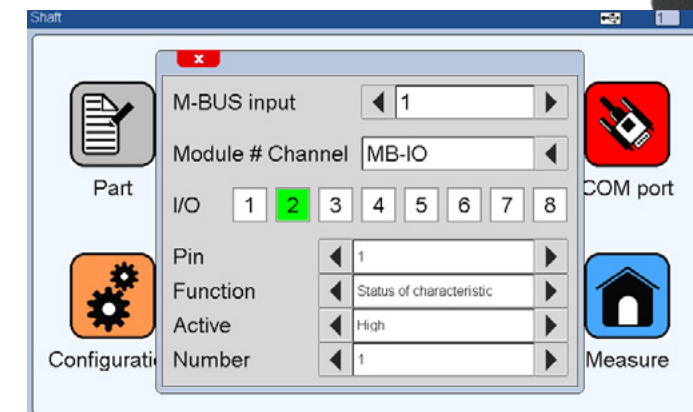 Shaft 1
x
M-BUS input 1
Module # Channel MB-IO
I/O 1 2 3 4 5 6 7 8
Pin 1
Function Status of characteristic
Active High
Number 1
Part
COM port
Configurati
Measure